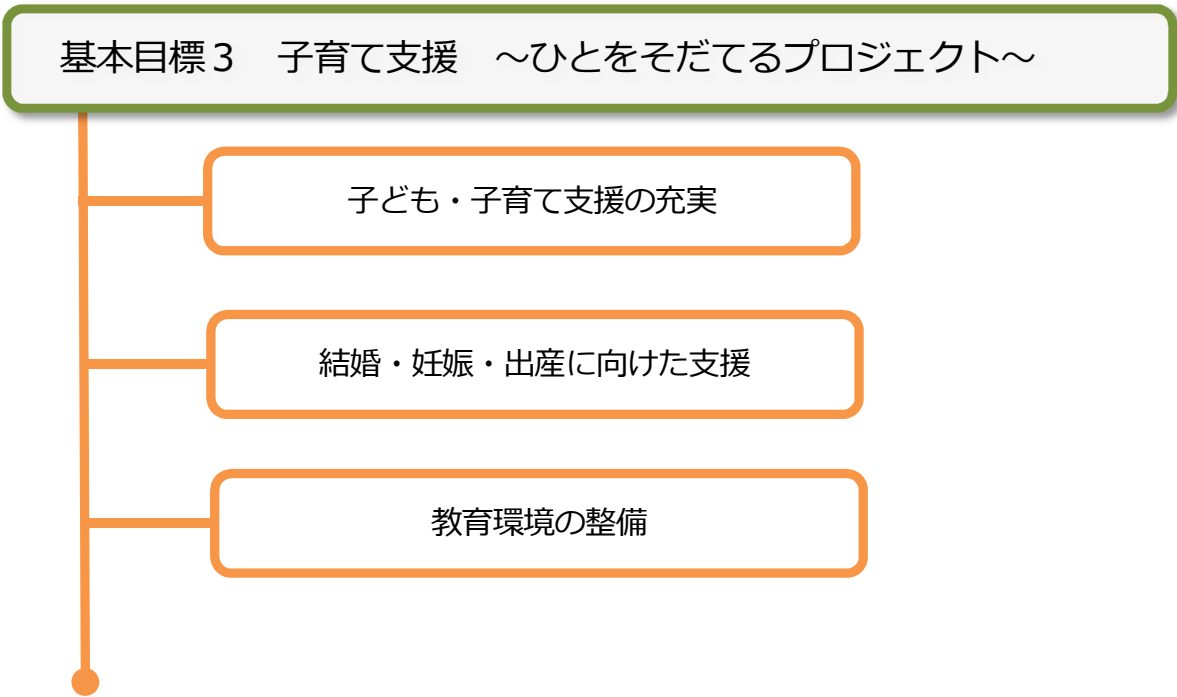 基本目標３　子育て支援　～ひとをそだてるプロジェクト～
子ども・子育て支援の充実
結婚・妊娠・出産に向けた支援
教育環境の整備